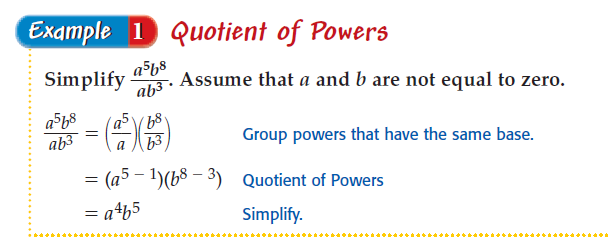 Example 1 Quotient of Powers
Simplify a⁵b⁸/ab³. Assume that a and b are not equal to zero.
a⁵b⁸/ab³ = (a⁵/a)(b⁸/b³) Group powers that have the same base.
= (a⁵ ⁻ ¹)(b⁸ ⁻ ³) Quotient of Powers
= a⁴b⁵ Simplify.